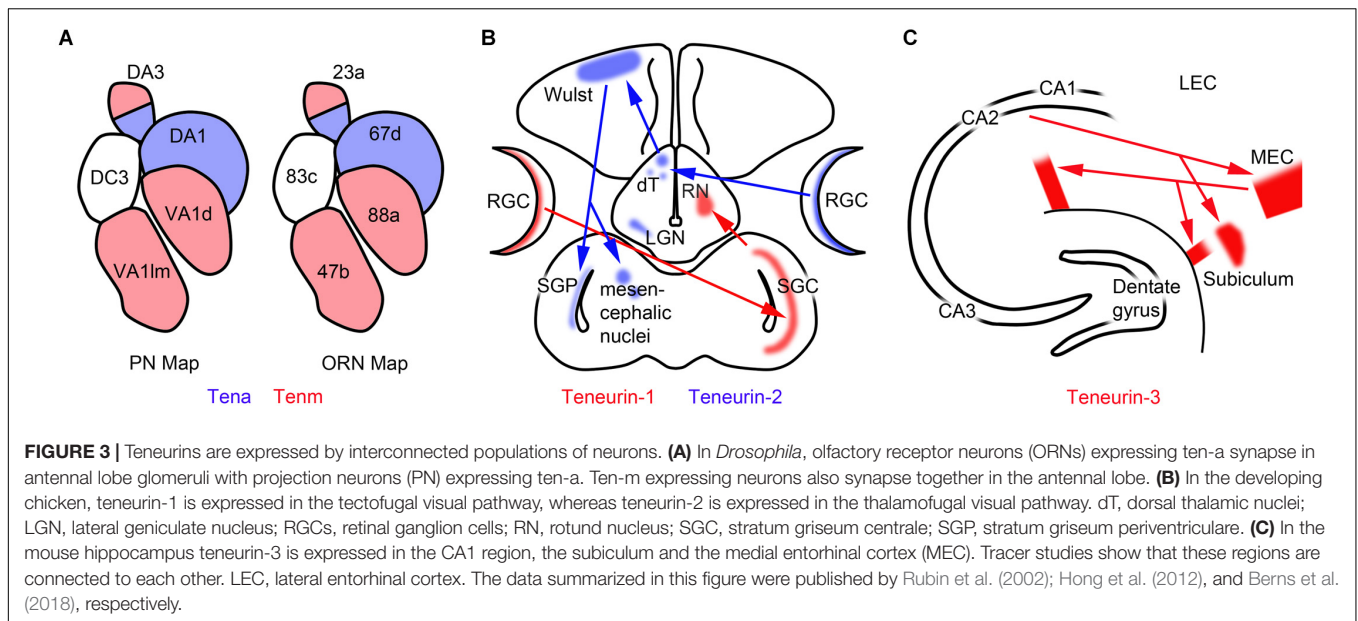 A
B
C
DA3
23a
DA1
67d
DC3
83c
VA1d
88a
VA1lm
47b
PN Map
ORN Map
Tena
Tenm
Wulst
dT
RN
RGC
RGC
LGN
SGP
mesen-
cephalic
nuclei
SGC
Teneurin-1
Teneurin-2
CA1
LEC
CA2
MEC
Subiculum
Dentate
gyrus
CA3
Teneurin-3
FIGURE 3 | Teneurins are expressed by interconnected populations of neurons. (A) In Drosophila, olfactory receptor neurons (ORNs) expressing ten-a synapse in
antennal lobe glomeruli with projection neurons (PN) expressing ten-a. Ten-m expressing neurons also synapse together in the antennal lobe. (B) In the developing
chicken, teneurin-1 is expressed in the tectofugal visual pathway, whereas teneurin-2 is expressed in the thalamofugal visual pathway. dT, dorsal thalamic nuclei;
LGN, lateral geniculate nucleus; RGCs, retinal ganglion cells; RN, rotund nucleus; SGC, stratum griseum centrale; SGP, stratum griseum periventriculare. (C) In the
mouse hippocampus teneurin-3 is expressed in the CA1 region, the subiculum and the medial entorhinal cortex (MEC). Tracer studies show that these regions are
connected to each other. LEC, lateral entorhinal cortex. The data summarized in this figure were published by Rubin et al. (2002); Hong et al. (2012), and Berns et al.
(2018), respectively.